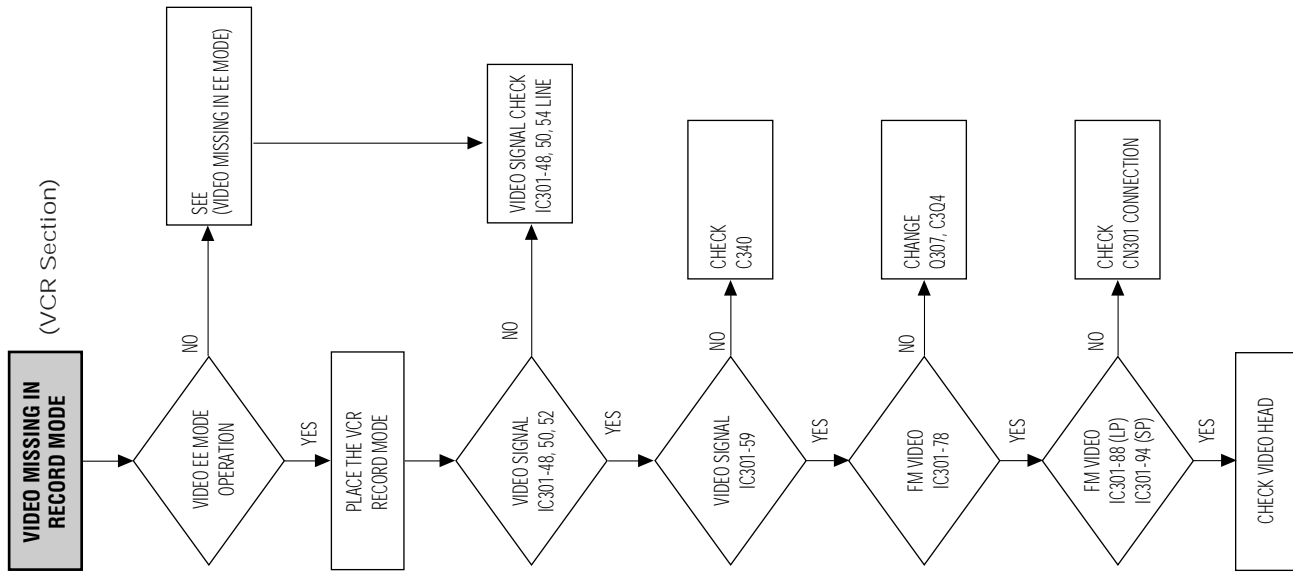 (VCR Section)
VIDEO MISSING IN
RECORD MODE
VIDEO EE MODE
OPERATION
NO
SEE
(VIDEO MISSING IN EE MODE)
YES
PLACE THE VCR
RECORD MODE
VIDEO SIGNAL
IC301-48, 50, 52
NO
VIDEO SIGNAL CHECK
IC301-48, 50, 54 LINE
YES
VIDEO SIGNAL
IC301-59
NO
CHECK
C340
YES
FM VIDEO
IC301-78
NO
CHANGE
Q307, C3Q4
YES
FM VIDEO
IC301-88 (LP)
IC301-94 (SP)
NO
CHECK
CN301 CONNECTION
YES
CHECK VIDEO HEAD